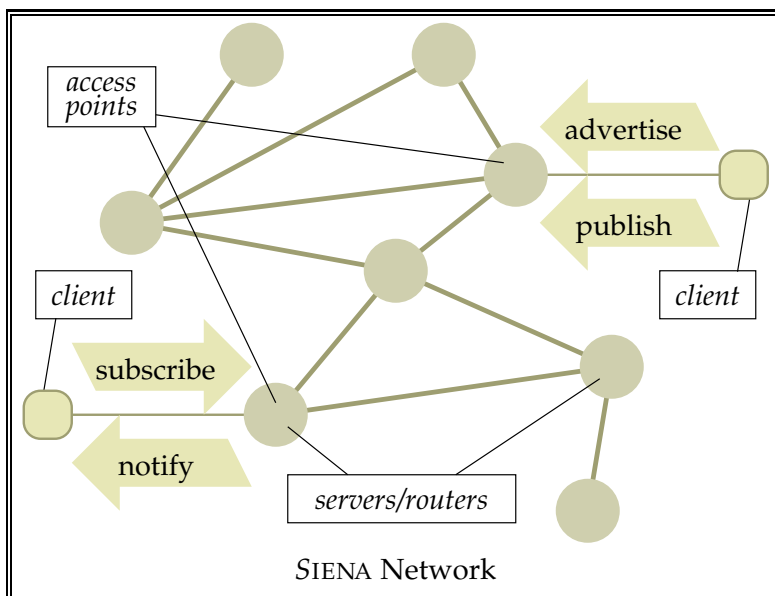 access
points
advertise
publish
client
client
subscribe
notify
servers/routers
SIENA Network